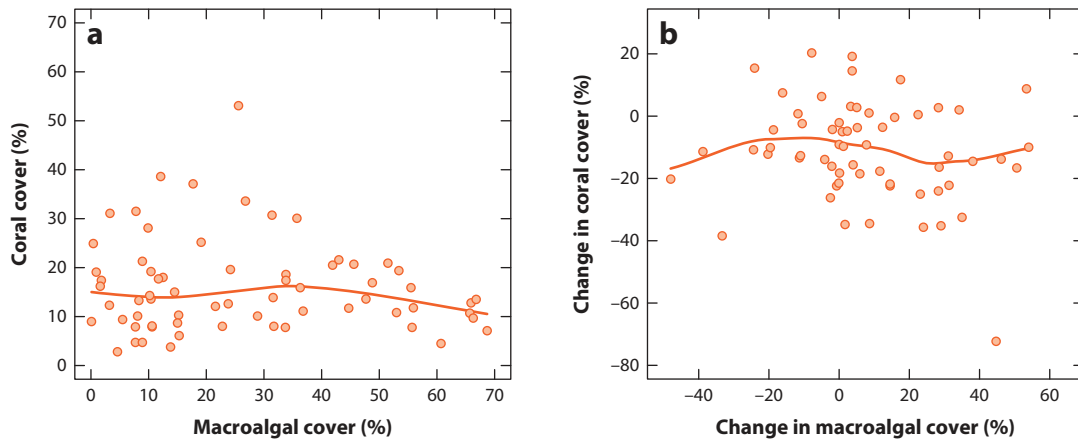 a
Coral cover (%)
70
60
50
40
30
20
10
0
0 10 20 30 40 50 60 70
Macroalgal cover (%)
b
Change in coral cover (%)
20
0
–20
–40
–60
–80
–40 –20 0 20 40 60
Change in macroalgal cover (%)